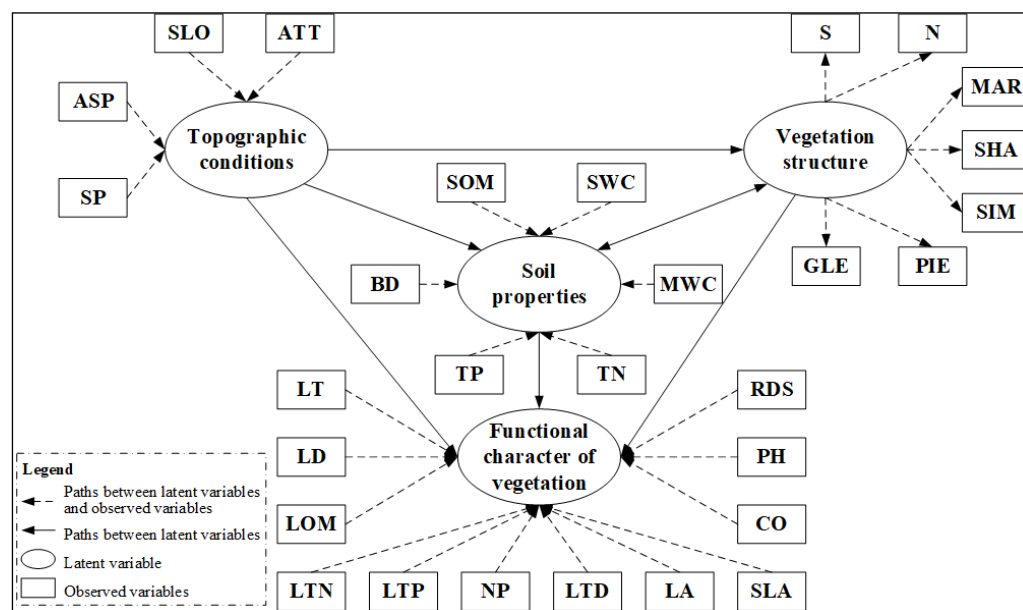 SLO
ATT
S
N
ASP
MAR
Topographic
conditions
Vegetation
structure
SHA
SP
SOM
SWC
SIM
GLE
PIE
BD
Soil
properties
MWC
TP
TN
LT
RDS
Functional
character of
vegetation
LD
PH
LOM
CO
LTN
LTP
NP
LTD
LA
SLA
Legend
Paths between latent variables
and observed variables
Paths between latent variables
Latent variable
Observed variables